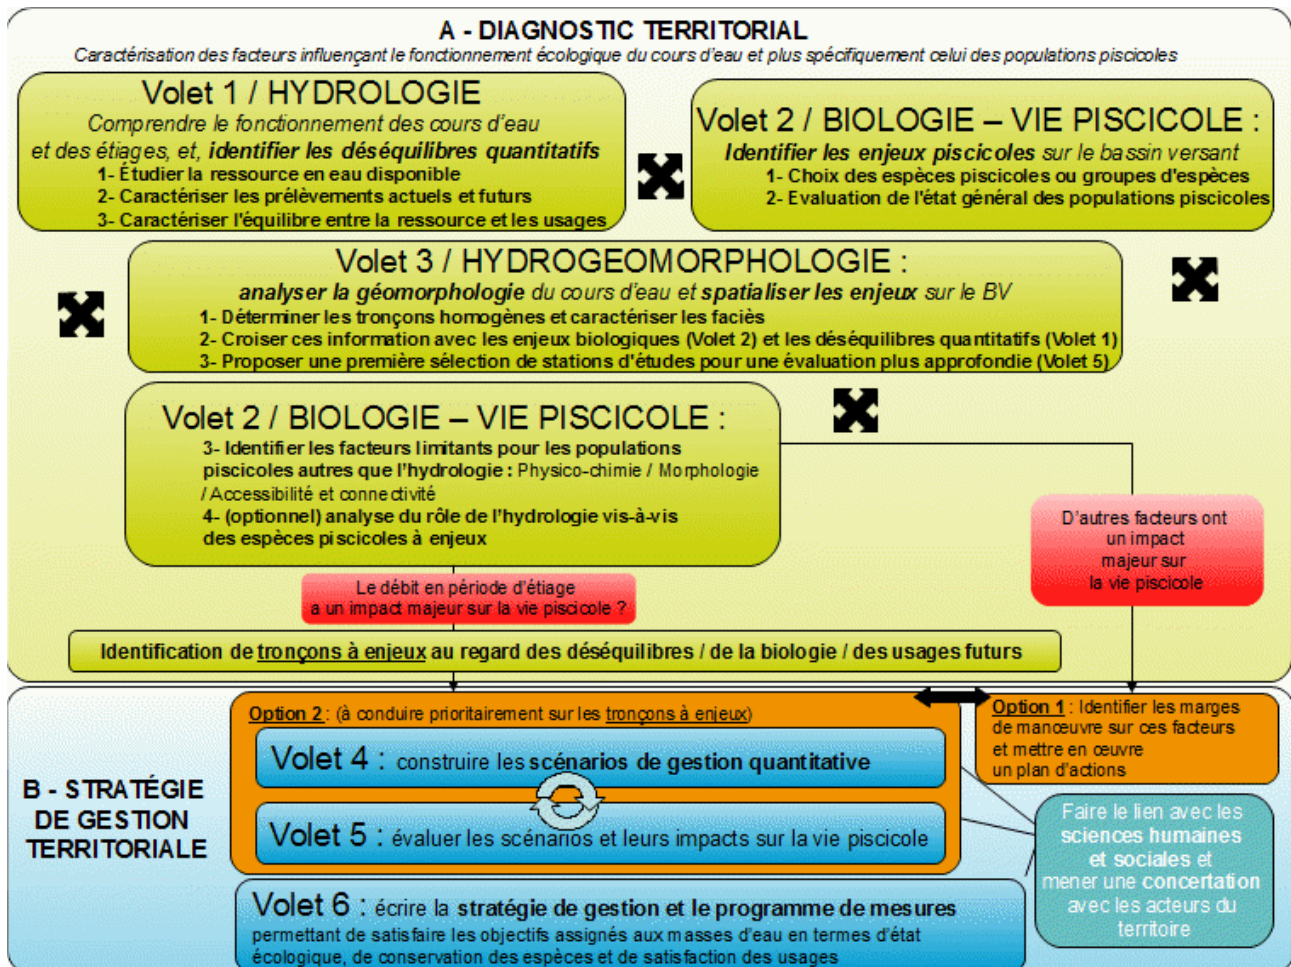 A - DIAGNOSTIC TERRITORIAL
Caractérisation des facteurs influençant le fonctionnement écologique du cours d'eau et plus spécifiquement celui des populations piscicoles
Volet 1 / HYDROLOGIE
Comprendre le fonctionnement des cours d'eau
et des étiages, et, identifier les déséquilibres quantitatifs
1- Étudier la ressource en eau disponible
2- Caractériser les prélèvements actuels et futurs
3- Caractériser l'équilibre entre la ressource et les usages
Volet 2 / BIOLOGIE – VIE PISCICOLE :
Identifier les enjeux piscicoles sur le bassin versant
1- Choix des espèces piscicoles ou groupes d'espèces
2- Evaluation de l'état général des populations piscicoles
Volet 3 / HYDROGEOMORPHOLOGIE :
analyser la géomorphologie du cours d'eau et spatialiser les enjeux sur le BV
1- Déterminer les tronçons homogènes et caractériser les faciès
2- Croiser ces information avec les enjeux biologiques (Volet 2) et les déséquilibres quantitatifs (Volet 1)
3- Proposer une première sélection de stations d'études pour une évaluation plus approfondie (Volet 5)
Volet 2 / BIOLOGIE – VIE PISCICOLE :
3- Identifier les facteurs limitants pour les populations
piscicoles autres que l'hydrologie : Physico-chimie / Morphologie
/ Accessibilité et connectivité
4- (optionnel) analyse du rôle de l'hydrologie vis-à-vis
des espèces piscicoles à enjeux
D'autres facteurs ont
un impact
majeur sur
la vie piscicole
Le débit en période d'étiage
a un impact majeur sur la vie piscicole ?
Identification de tronçons à enjeux au regard des déséquilibres / de la biologie / des usages futurs
B - STRATÉGIE
DE GESTION
TERRITORIALE
Option 2 : (à conduire prioritairement sur les tronçons à enjeux)
Volet 4 : construire les scénarios de gestion quantitative
Volet 5 : évaluer les scénarios et leurs impacts sur la vie piscicole
Option 1 : Identifier les marges
de manœuvre sur ces facteurs
et mettre en œuvre
un plan d'actions
Faire le lien avec les
sciences humaines
et sociales et
mener une concertation
avec les acteurs du
territoire
Volet 6 : écrire la stratégie de gestion et le programme de mesures
permettant de satisfaire les objectifs assignés aux masses d'eau en termes d'état
écologique, de conservation des espèces et de satisfaction des usages